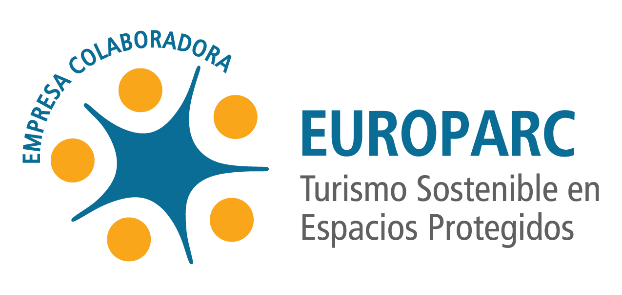 EMPRESA COLABORADORA
EUROPARC
Turismo Sostenible en
Espacios Protegidos